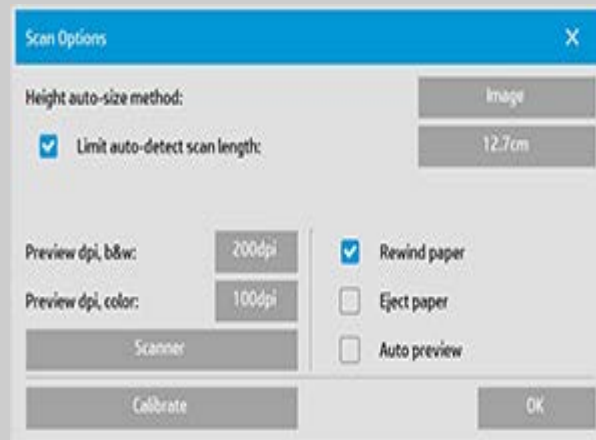 Scan Options
Height auto-size method: Image
Limit auto-detect scan length: 12.7cm
Preview dpi, b&w: 200dpi
Rewind paper
Preview dpi, color: 100dpi
Eject paper
Scanner
Auto preview
Calibrate
OK